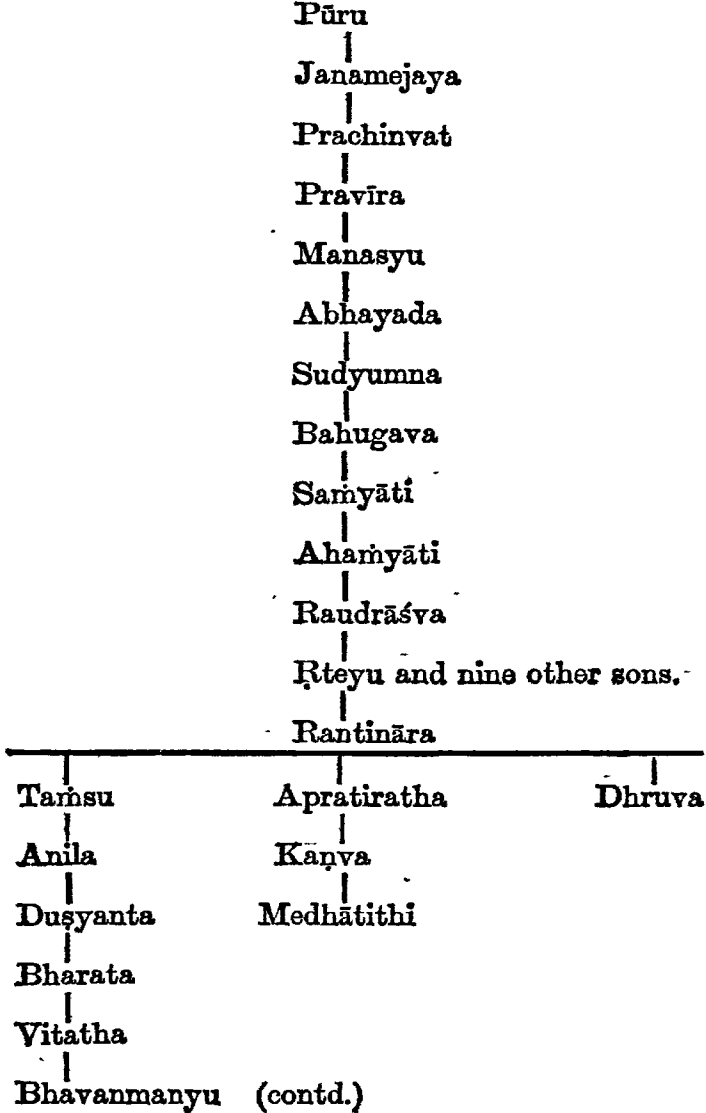 Pūru
Janamejaya
Prachinvat
Pravīra
Manasyu
Abhayada
Sudyumna
Bahugava
Saṁyāti
Ahaṁyāti
Raudrāśva
Ṛteyu and nine other sons.
Rantināra
Taṁsu Apratiratha Dhruva
Anila Kāṇva
Duṣyanta Medhātithi
Bharata
Vitatha
Bhavanmanyu (contd.)